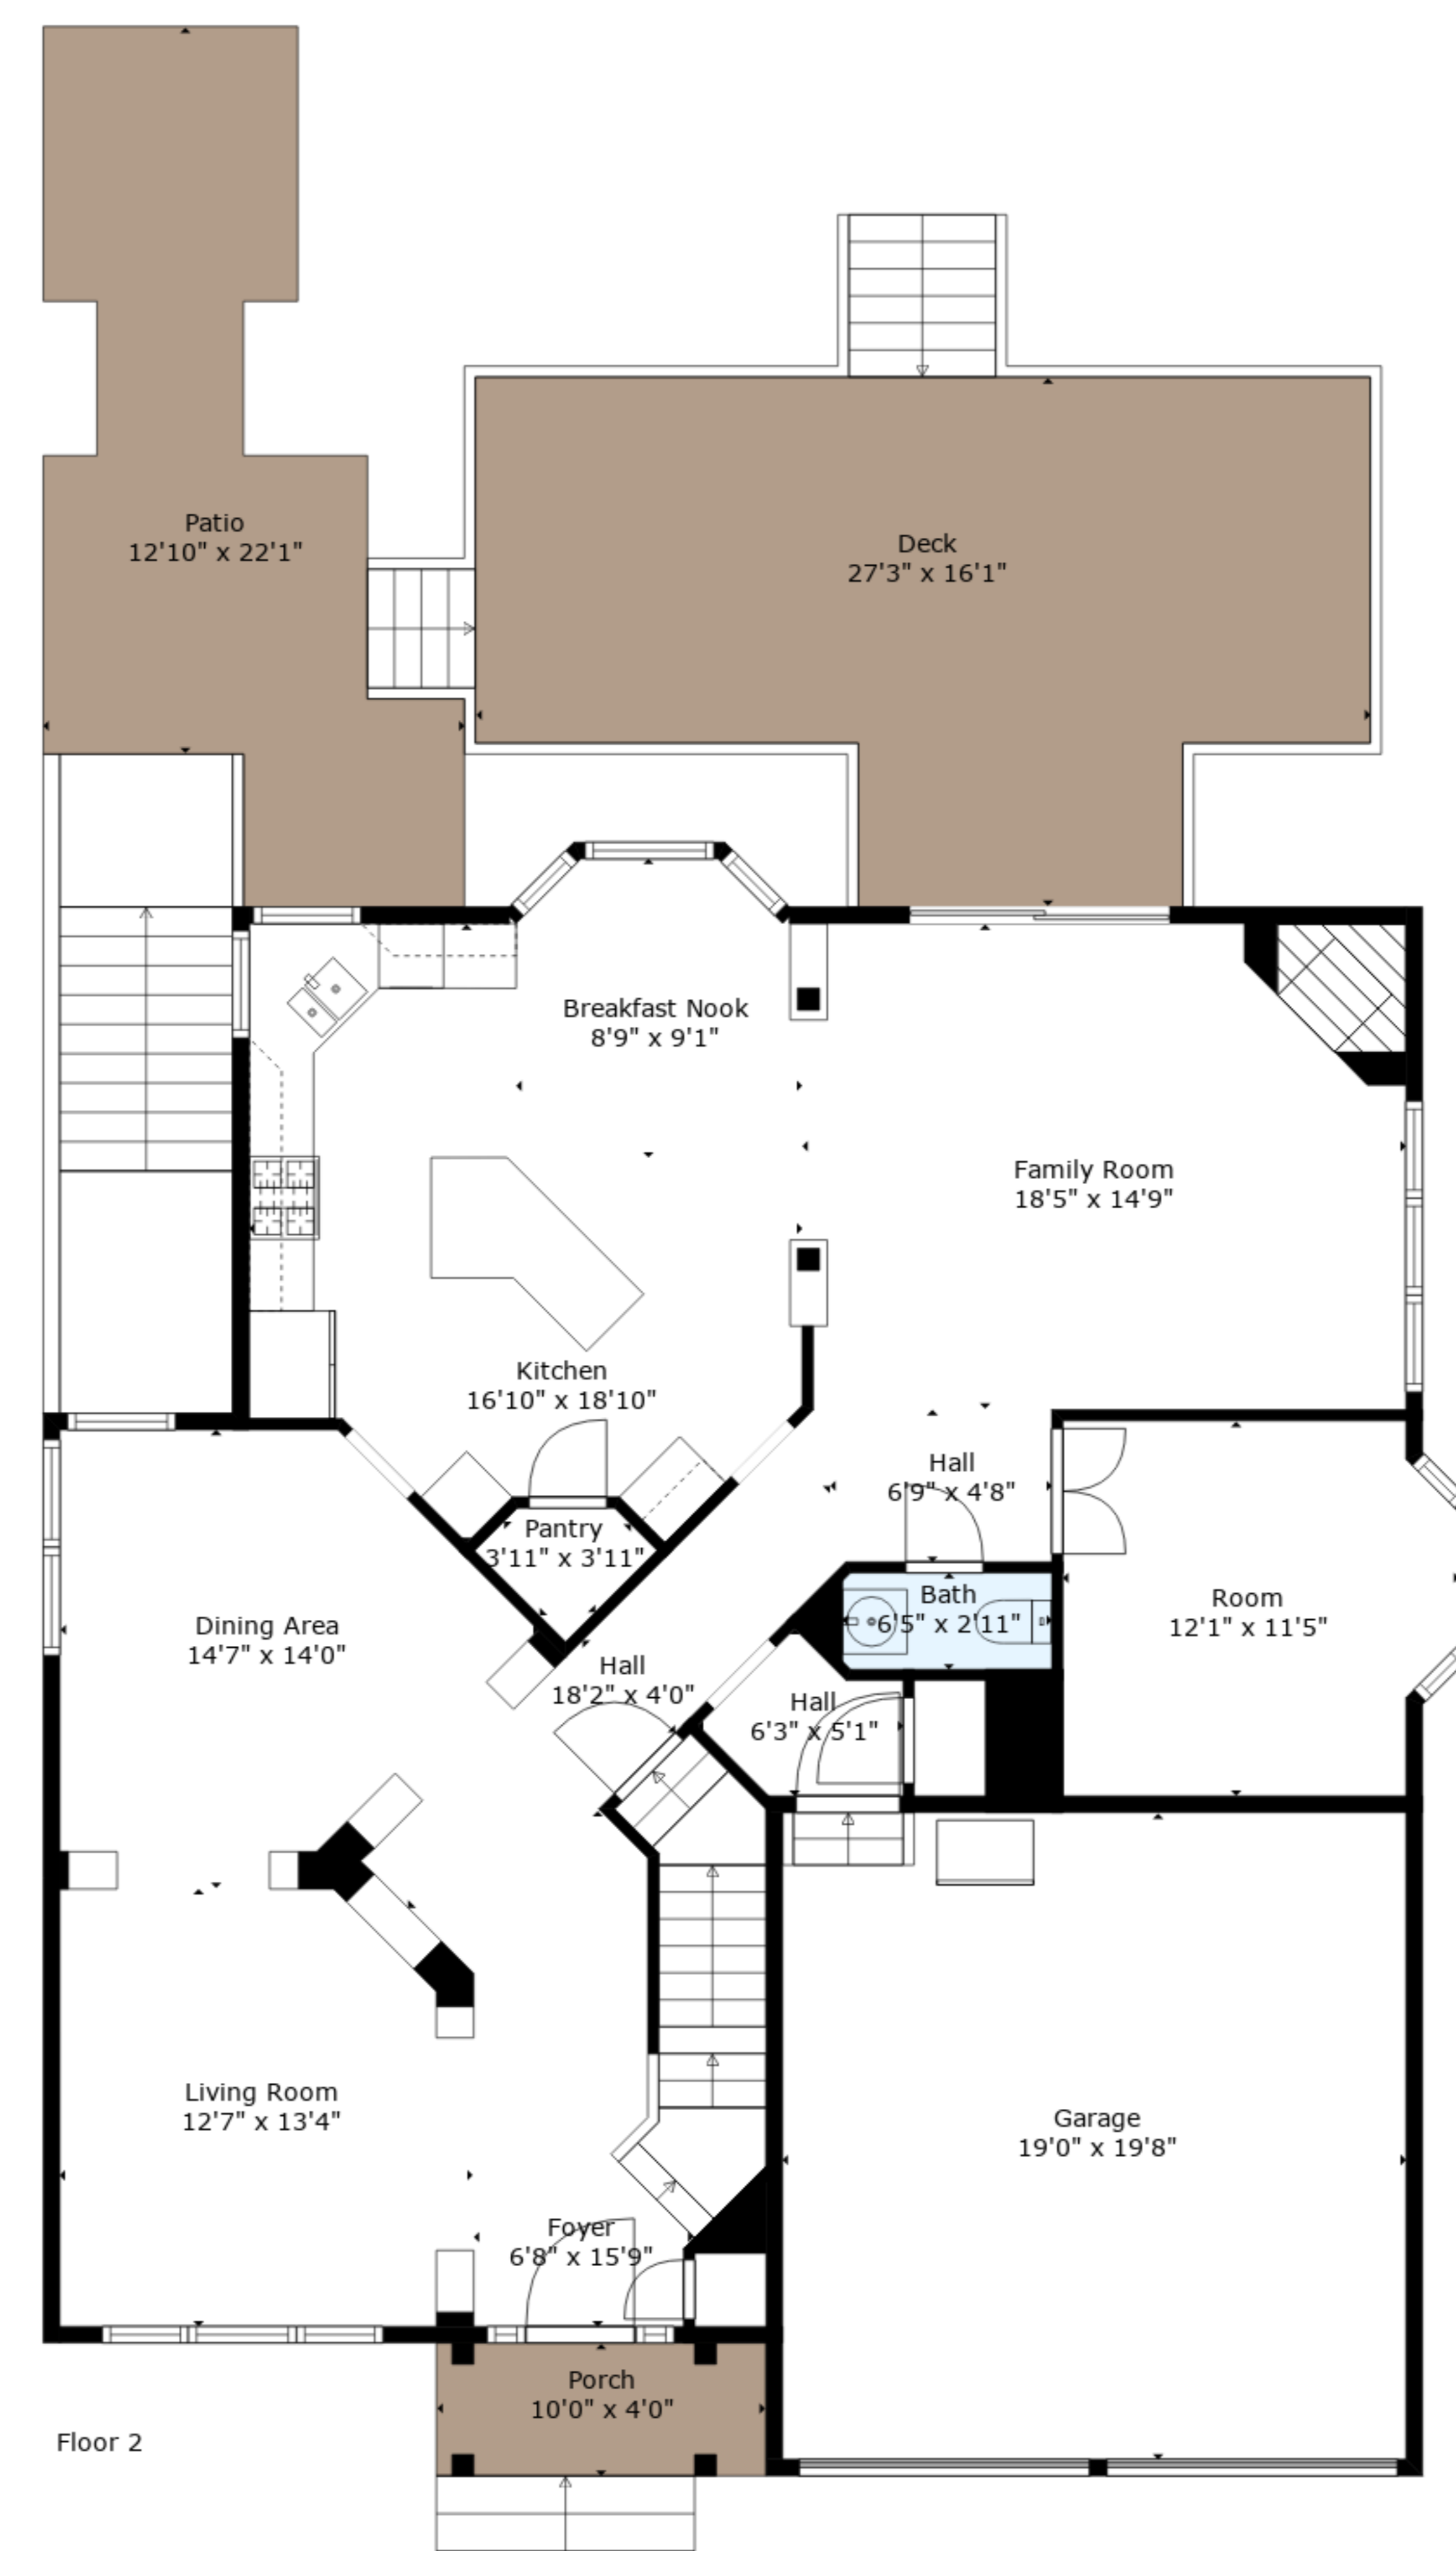 Patio
12'10" x 22'1"
Deck
27'3" x 16'1"
Breakfast Nook
8'9" x 9'1"
Family Room
18'5" x 14'9"
Kitchen
16'10" x 18'10"
Hall
6'9" x 4'8"
Pantry
3'11" x 3'11"
Bath
6'5" x 2'11"
Room
12'1" x 11'5"
Dining Area
14'7" x 14'0"
Hall
18'2" x 4'0"
Hall
6'3" x 5'1"
Living Room
12'7" x 13'4"
Garage
19'0" x 19'8"
Foyer
6'8" x 15'9"
Porch
10'0" x 4'0"
Floor 2